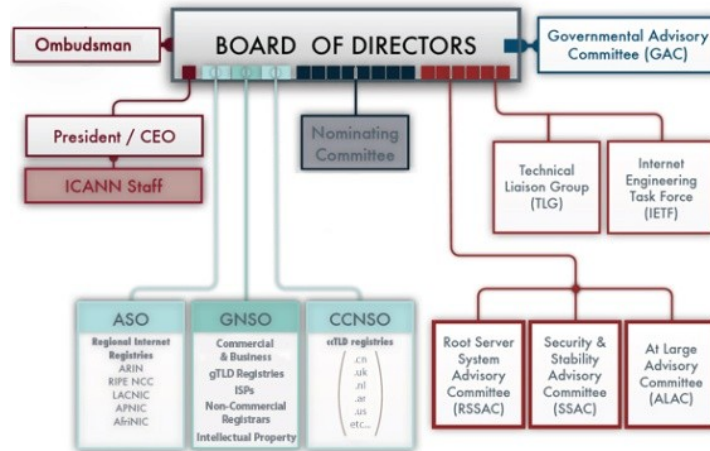 Ombudsman
BOARD OF DIRECTORS
Governmental Advisory
Committee (GAC)
President / CEO
ICANN Staff
Nominating
Committee
Technical
Liaison Group
(TLG)
Internet
Engineering
Task Force
(IETF)
ASO
Regional Internet
Registries
ARIN
RIPE NCC
LACNIC
APNIC
AfriNIC
GNSO
Commercial
& Business
gTLD Registries
ISPs
Non-Commercial
Registrars
Intellectual Property
CCNSO
ccTLD registries
.cn
.uk
.nl
.ae
.us
etc...
Root Server
System
Advisory
Committee
(RSSAC)
Security &
Stability
Advisory
Committee
(SSAC)
At Large
Advisory
Committee
(ALAC)